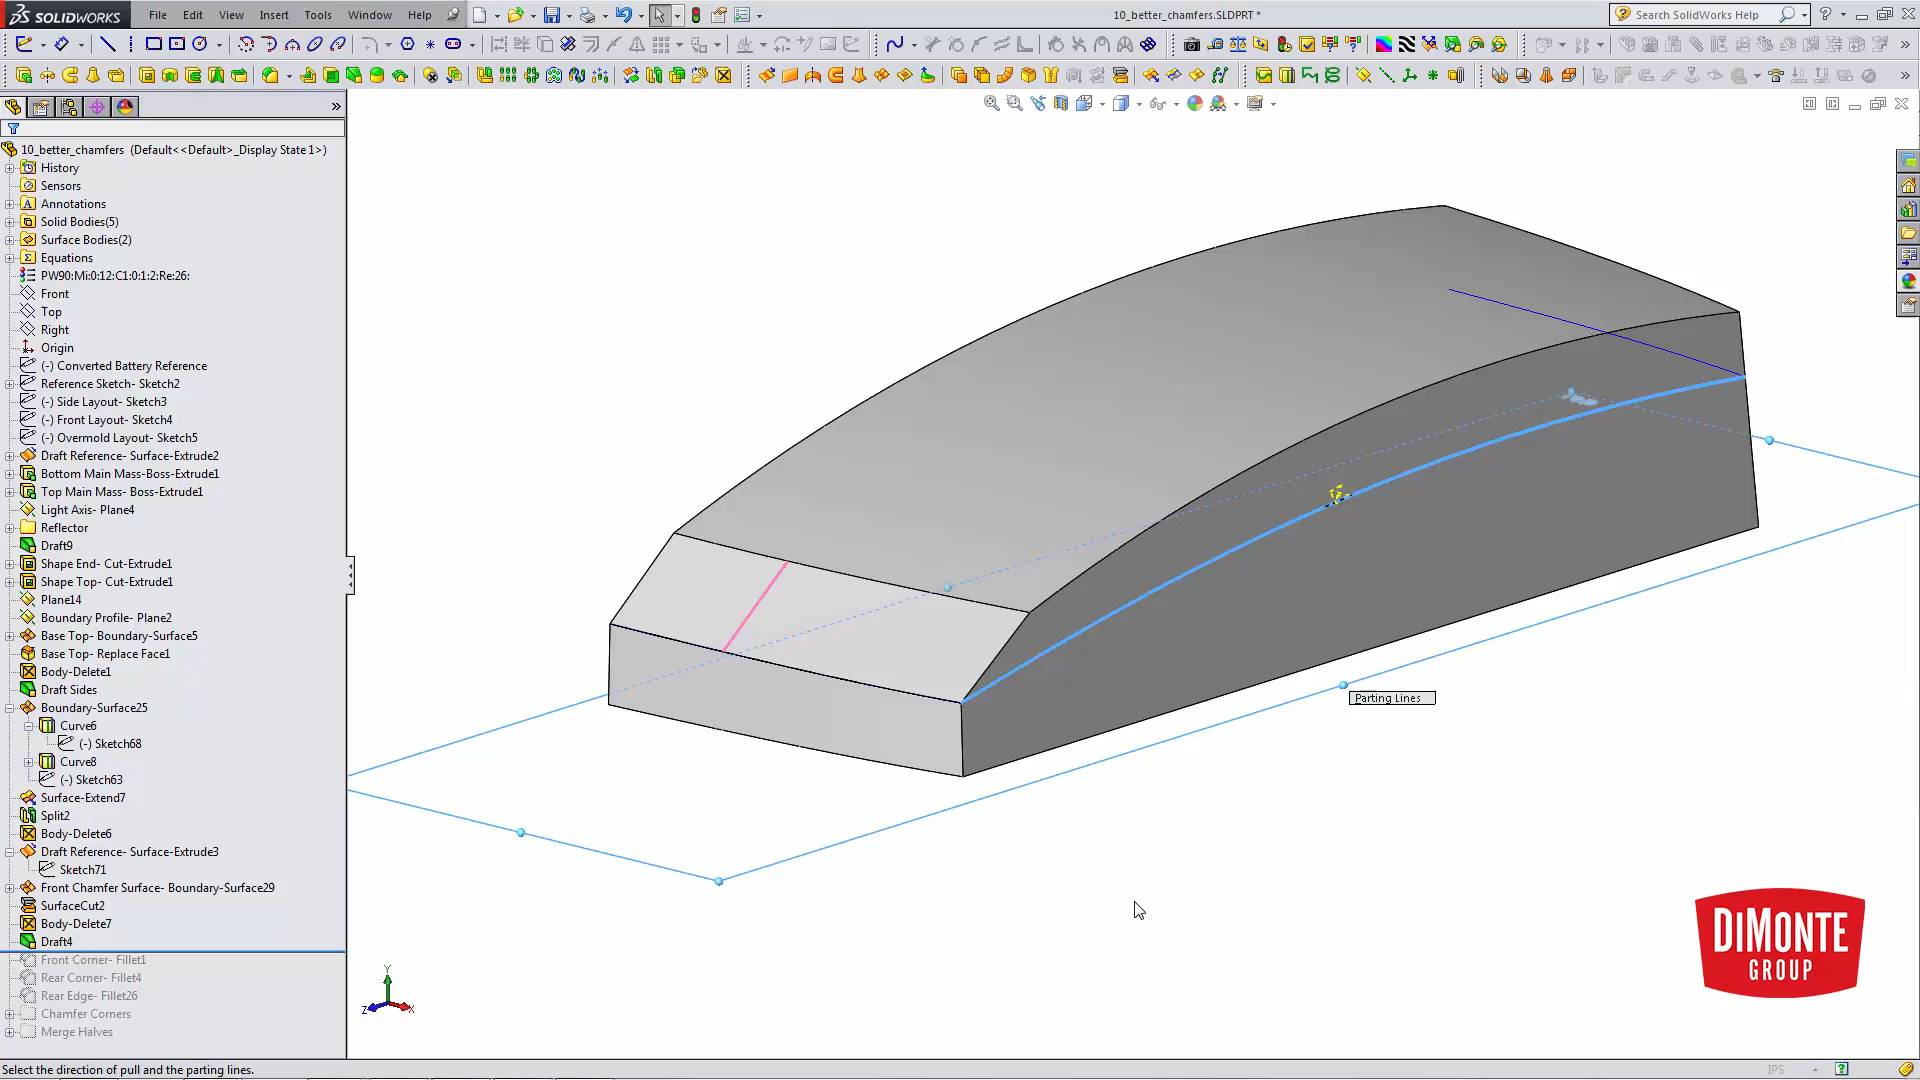 SOLIDWORKS File Edit View Insert Tools Window Help 10_better_chamfers.SLDPRT * Search SolidWorks Help
10_better_chamfers (Default<<Default>_Display State 1>)
History
Sensors
Annotations
Solid Bodies(5)
Surface Bodies(2)
Equations
PW90:Mi:0:12:C1:0:1:2:Re:26:
Front
Top
Right
Origin
(-) Converted Battery Reference
Reference Sketch- Sketch2
(-) Side Layout- Sketch3
(-) Front Layout- Sketch4
(-) Overmold Layout- Sketch5
Draft Reference- Surface-Extrude2
Bottom Main Mass-Boss-Extrude1
Top Main Mass- Boss-Extrude1
Light Axis- Plane4
Reflector
Draft9
Shape End- Cut-Extrude1
Shape Top- Cut-Extrude1
Plane14
Boundary Profile- Plane2
Base Top- Boundary-Surface5
Base Top- Replace Face1
Body-Delete1
Draft Sides
Boundary-Surface25
Curve6
(-) Sketch68
Curve8
(-) Sketch63
Surface-Extend7
Split2
Body-Delete6
Draft Reference- Surface-Extrude3
Sketch71
Front Chamfer Surface- Boundary-Surface29
SurfaceCut2
Body-Delete7
Draft4
Front Corner- Fillet1
Rear Corner- Fillet4
Rear Edge- Fillet26
Chamfer Corners
Merge Halves
Parting Lines
Y
Z
X
DIMONTE
GROUP
Select the direction of pull and the parting lines.
IPS